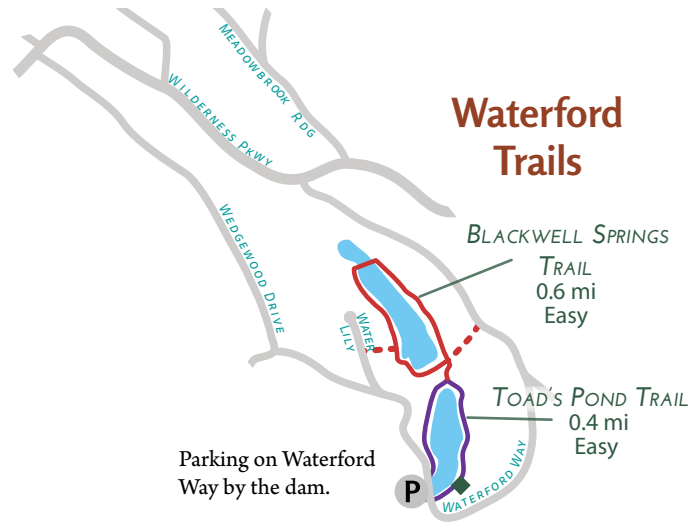 MEADOWBROOK RDG
WILDERNESS PKWY
Waterford
Trails
WEDGEWOOD DRIVE
BLACKWELL SPRINGS
TRAIL
0.6 mi
Easy
WATER
LILY
TOAD'S POND TRAIL
0.4 mi
Easy
Parking on Waterford
Way by the dam.
P
WATERFORD WAY